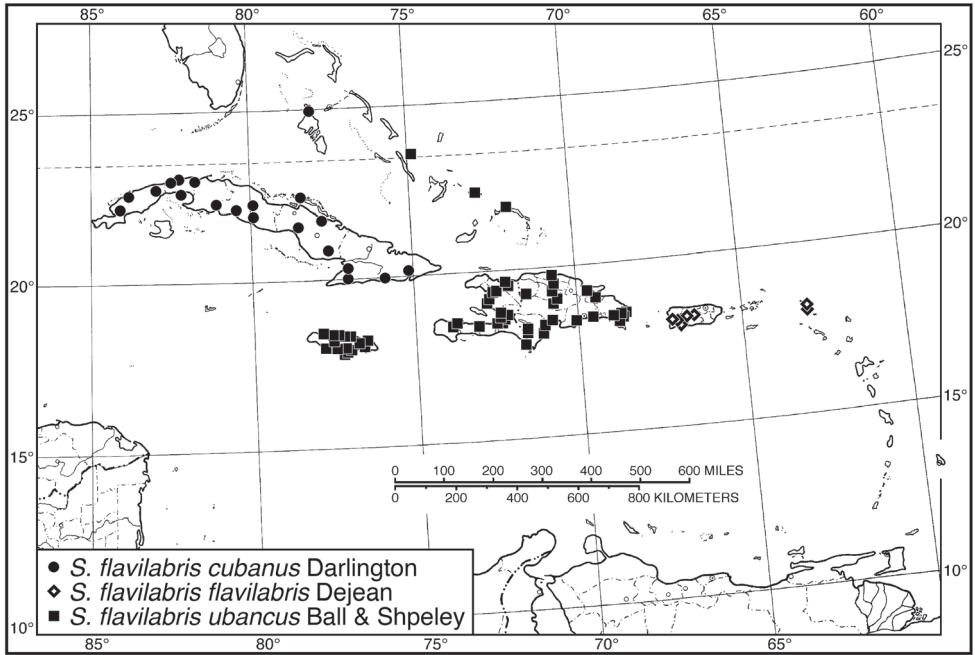 85° 80° 75° 70° 65° 60°
25°
25°
20°
20°
15°
15°
10°
10°
0 100 200 300 400 500 600 MILES
0 200 400 600 800 KILOMETERS
S. flavilabris cubanus Darlington
S. flavilabris flavilabris Dejean
S. flavilabris ubancus Ball & Shpeley
85° 80° 75° 70° 65°